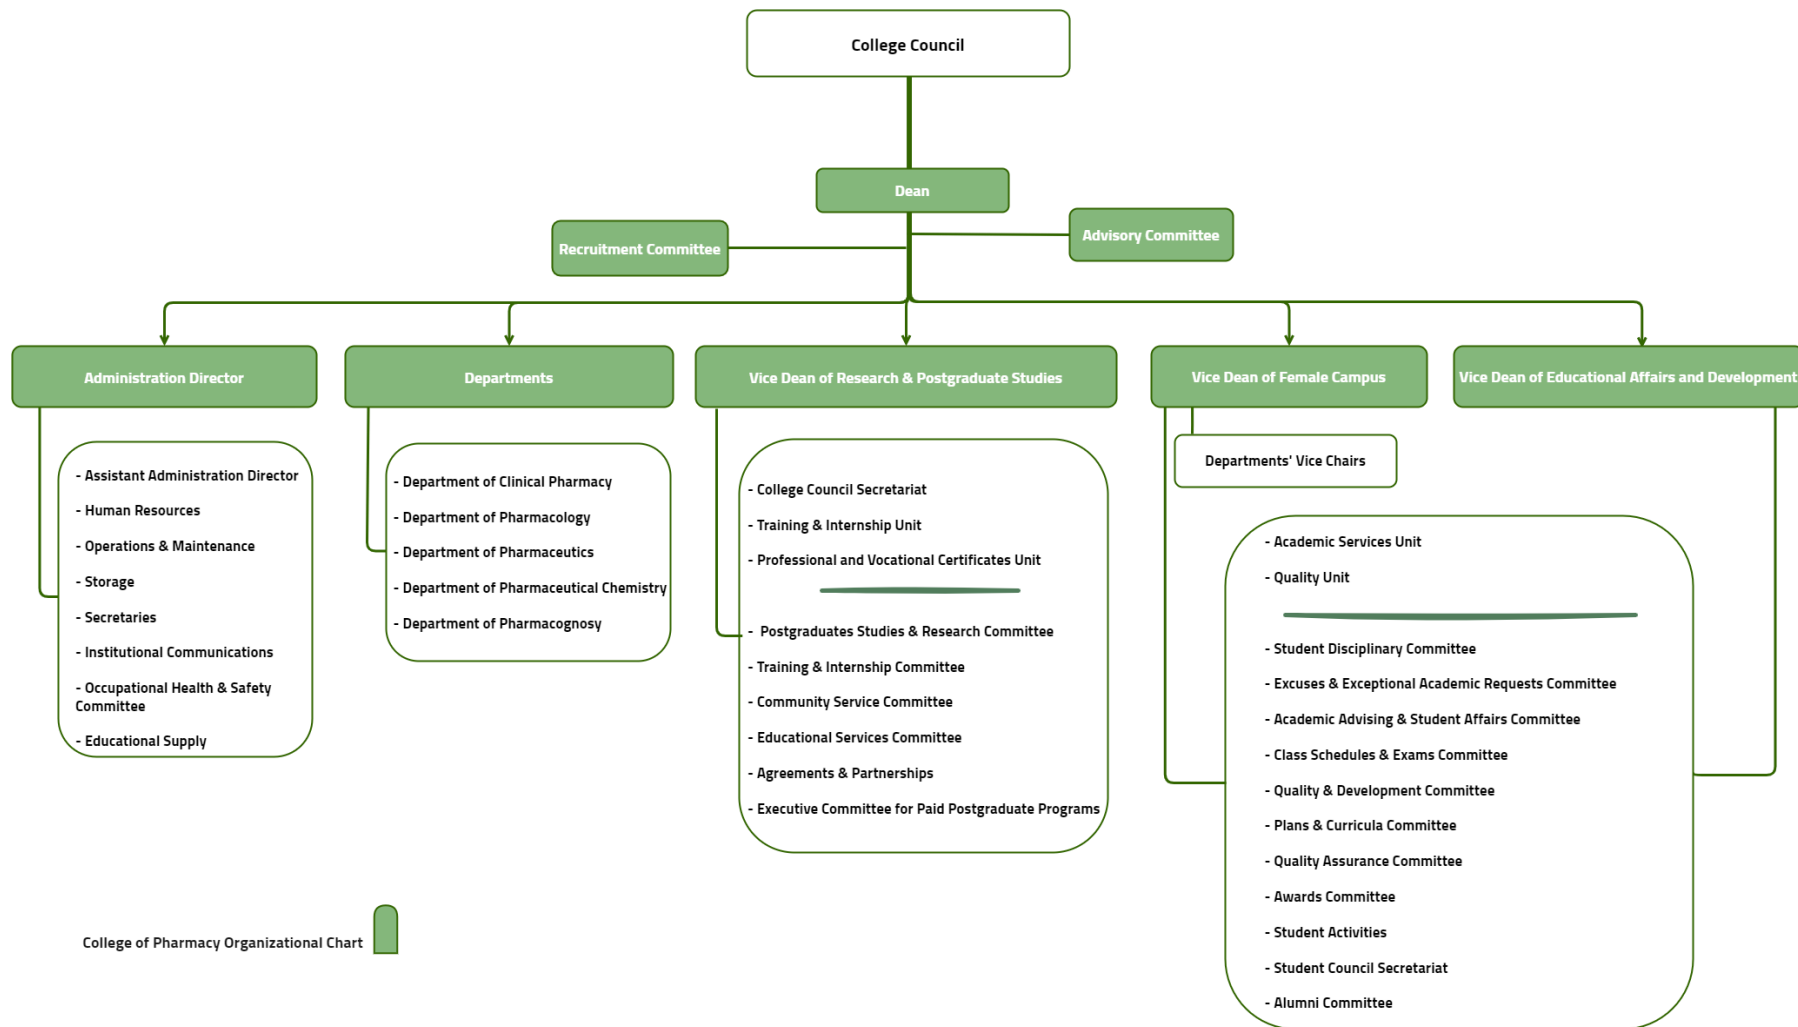 College Council
Dean
Recruitment Committee
Advisory Committee
Administration Director
Departments
Vice Dean of Research & Postgraduate Studies
Vice Dean of Female Campus
Vice Dean of Educational Affairs and Development
- Assistant Administration Director
- Human Resources
- Operations & Maintenance
- Storage
- Secretaries
- Institutional Communications
- Occupational Health & Safety
Committee
- Educational Supply
- Department of Clinical Pharmacy
- Department of Pharmacology
- Department of Pharmaceutics
- Department of Pharmaceutical Chemistry
- Department of Pharmacognosy
- College Council Secretariat
- Training & Internship Unit
- Professional and Vocational Certificates Unit
- Postgraduates Studies & Research Committee
- Training & Internship Committee
- Community Service Committee
- Educational Services Committee
- Agreements & Partnerships
- Executive Committee for Paid Postgraduate Programs
Departments' Vice Chairs
- Academic Services Unit
- Quality Unit
- Student Disciplinary Committee
- Excuses & Exceptional Academic Requests Committee
- Academic Advising & Student Affairs Committee
- Class Schedules & Exams Committee
- Quality & Development Committee
- Plans & Curricula Committee
- Quality Assurance Committee
- Awards Committee
- Student Activities
- Student Council Secretariat
- Alumni Committee
College of Pharmacy Organizational Chart